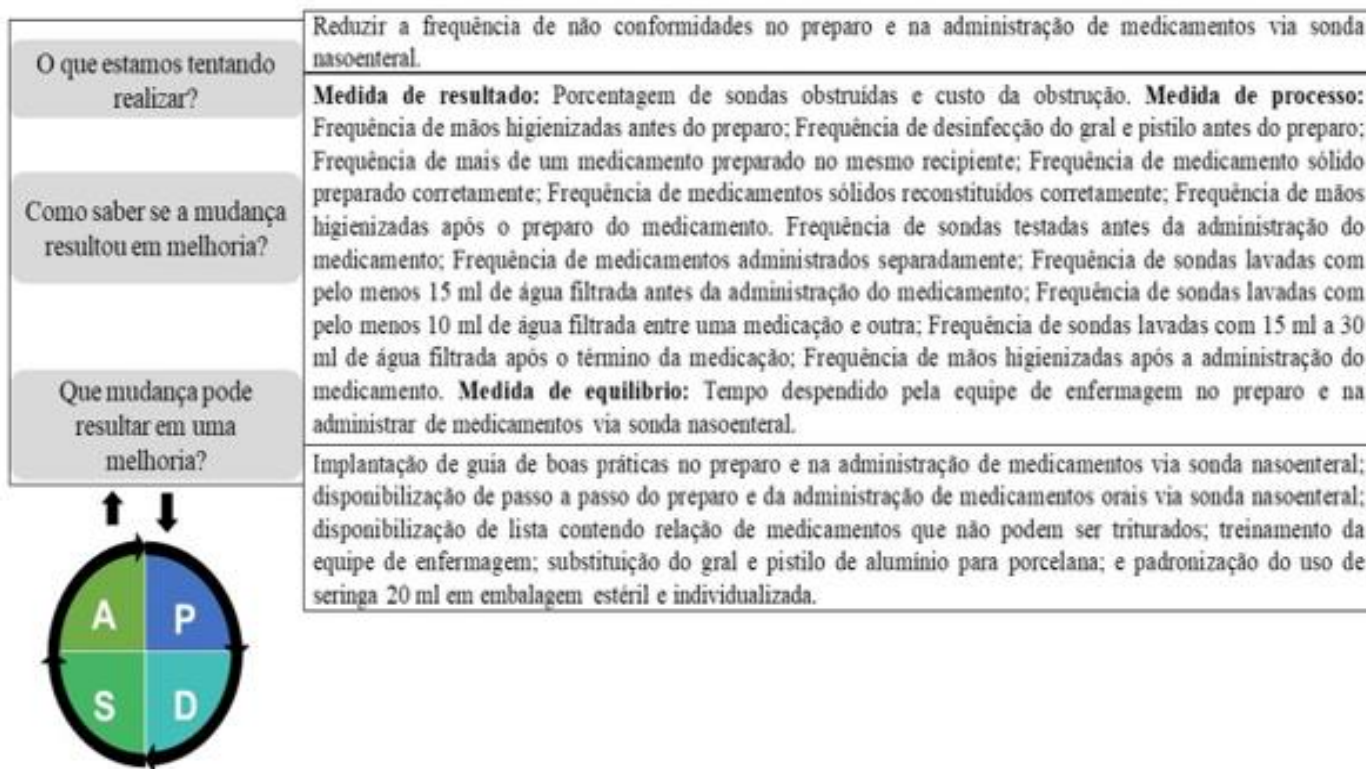 O que estamos tentando
realizar?
Reduzir a frequência de não conformidades no preparo e na administração de medicamentos via sonda
nasoenteral.
Como saber se a mudança
resultou em melhoria?
Medida de resultado: Porcentagem de sondas obstruídas e custo da obstrução. Medida de processo:
Frequência de mãos higienizadas antes do preparo; Frequência de desinfecção do gral e pistilo antes do preparo;
Frequência de mais de um medicamento preparado no mesmo recipiente; Frequência de medicamento sólido
preparado corretamente; Frequência de medicamentos sólidos reconstituídos corretamente; Frequência de mãos
higienizadas após o preparo do medicamento. Frequência de sondas testadas antes da administração do
medicamento; Frequência de medicamentos administrados separadamente; Frequência de sondas lavadas com
pelo menos 15 ml de água filtrada antes da administração do medicamento; Frequência de sondas lavadas com
pelo menos 10 ml de água filtrada entre uma medicação e outra; Frequência de sondas lavadas com 15 ml a 30
ml de água filtrada após o término da medicação; Frequência de mãos higienizadas após a administração do
medicamento. Medida de equilíbrio: Tempo despendido pela equipe de enfermagem no preparo e na
administrar de medicamentos via sonda nasoenteral.
Que mudança pode
resultar em uma
melhoria?
Implantação de guia de boas práticas no preparo e na administração de medicamentos via sonda nasoenteral;
disponibilização de passo a passo do preparo e da administração de medicamentos orais via sonda nasoenteral;
disponibilização de lista contendo relação de medicamentos que não podem ser triturados; treinamento da
equipe de enfermagem; substituição do gral e pistilo de alumínio para porcelana; e padronização do uso de
seringa 20 ml em embalagem estéril e individualizada.
A P
S D